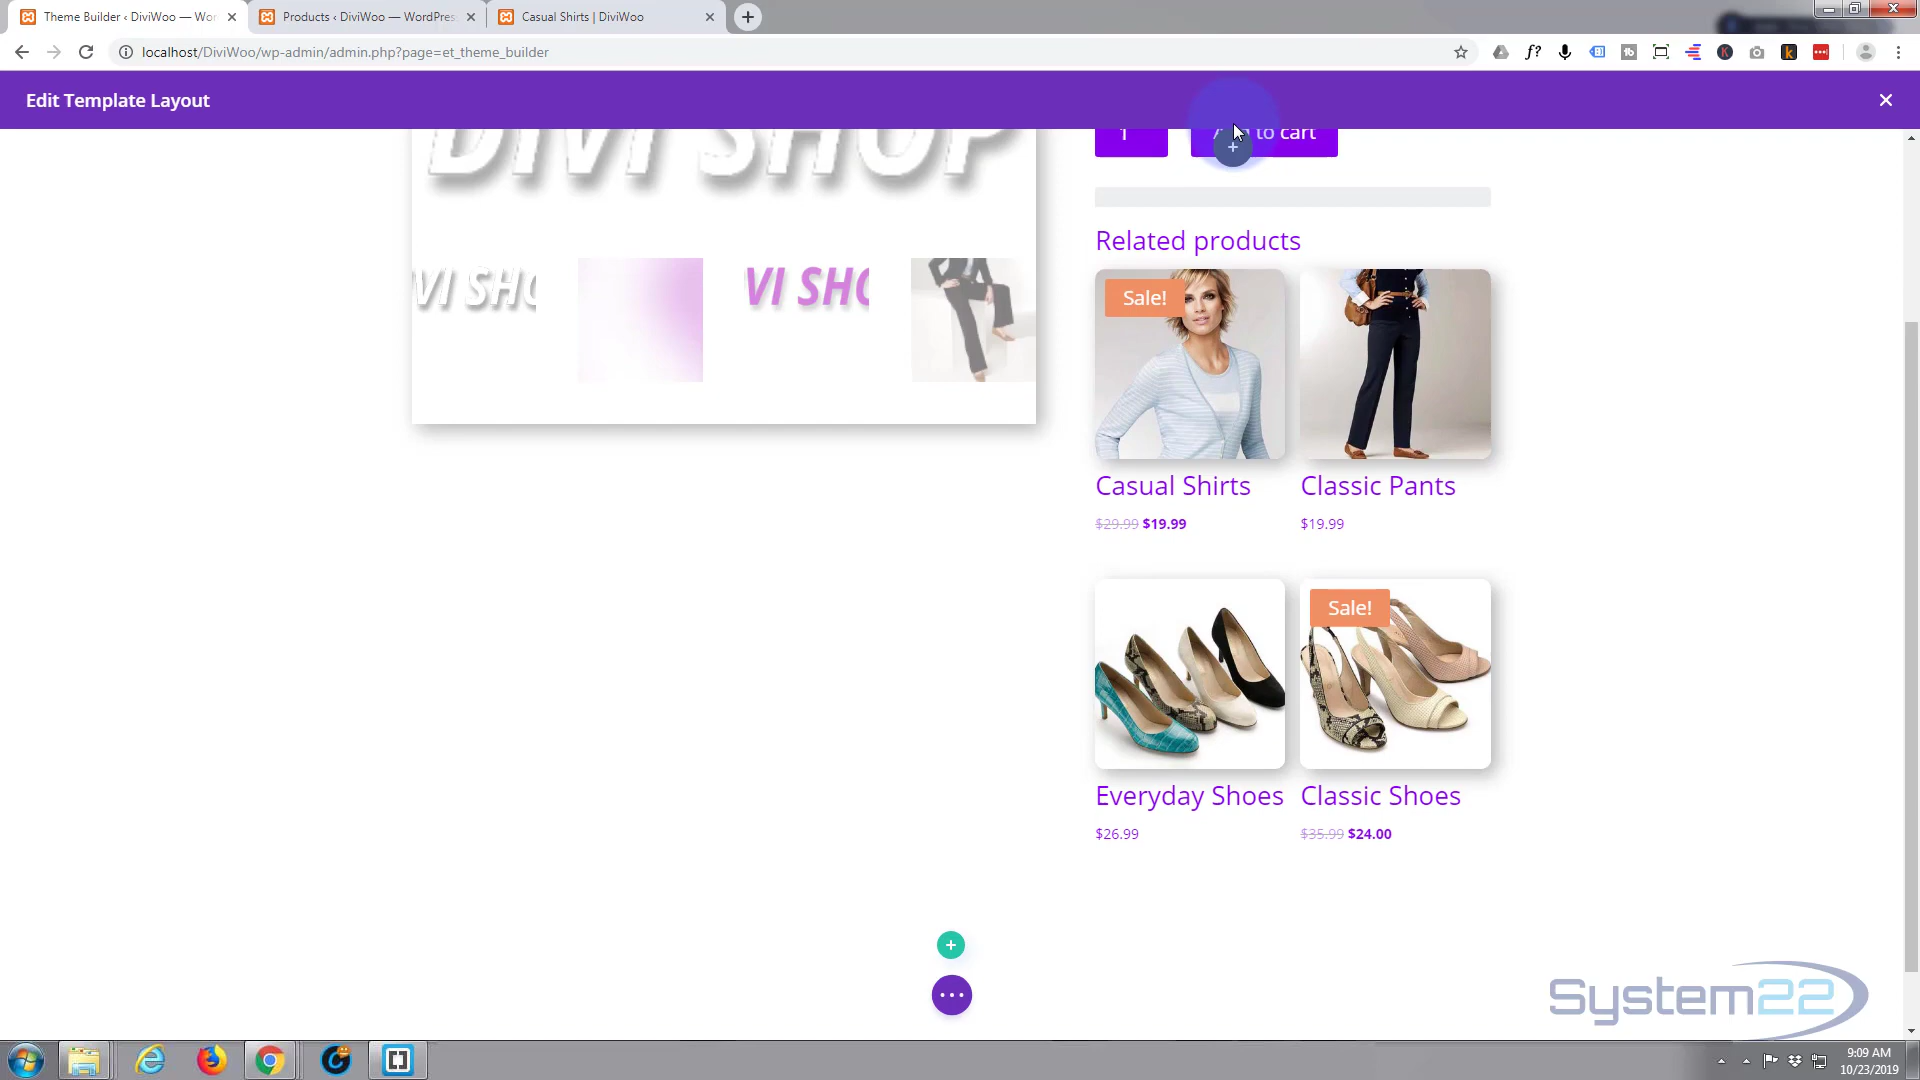 Theme Builder ‹ DiviWoo — Wor
Products ‹ DiviWoo — WordPress
Casual Shirts | DiviWoo
localhost/DiviWoo/wp-admin/admin.php?page=et_theme_builder
Edit Template Layout
DIVI SHOP
1
to cart
Related products
VI SHO
VI SHO
Sale!
Casual Shirts
Classic Pants
$29.99 $19.99
$19.99
Sale!
Everyday Shoes
Classic Shoes
$26.99
$35.99 $24.00
System22
9:09 AM
10/23/2019